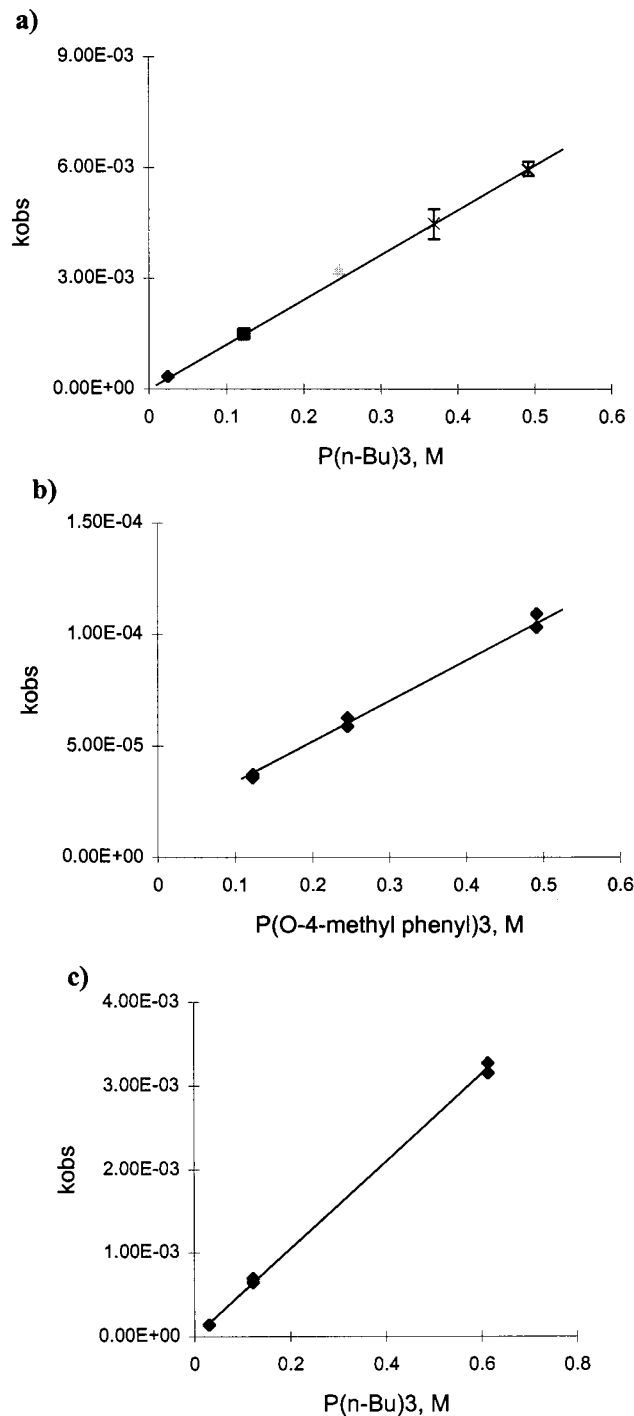 a)
9.00E-03
6.00E-03
3.00E-03
0.00E+00
kobs
0 0.1 0.2 0.3 0.4 0.5 0.6
P(n-Bu)3, M
b)
1.50E-04
1.00E-04
5.00E-05
0.00E+00
kobs
0 0.1 0.2 0.3 0.4 0.5 0.6
P(O-4-methyl phenyl)3, M
c)
4.00E-03
3.00E-03
2.00E-03
1.00E-03
0.00E+00
kobs
0 0.2 0.4 0.6 0.8
P(n-Bu)3, M